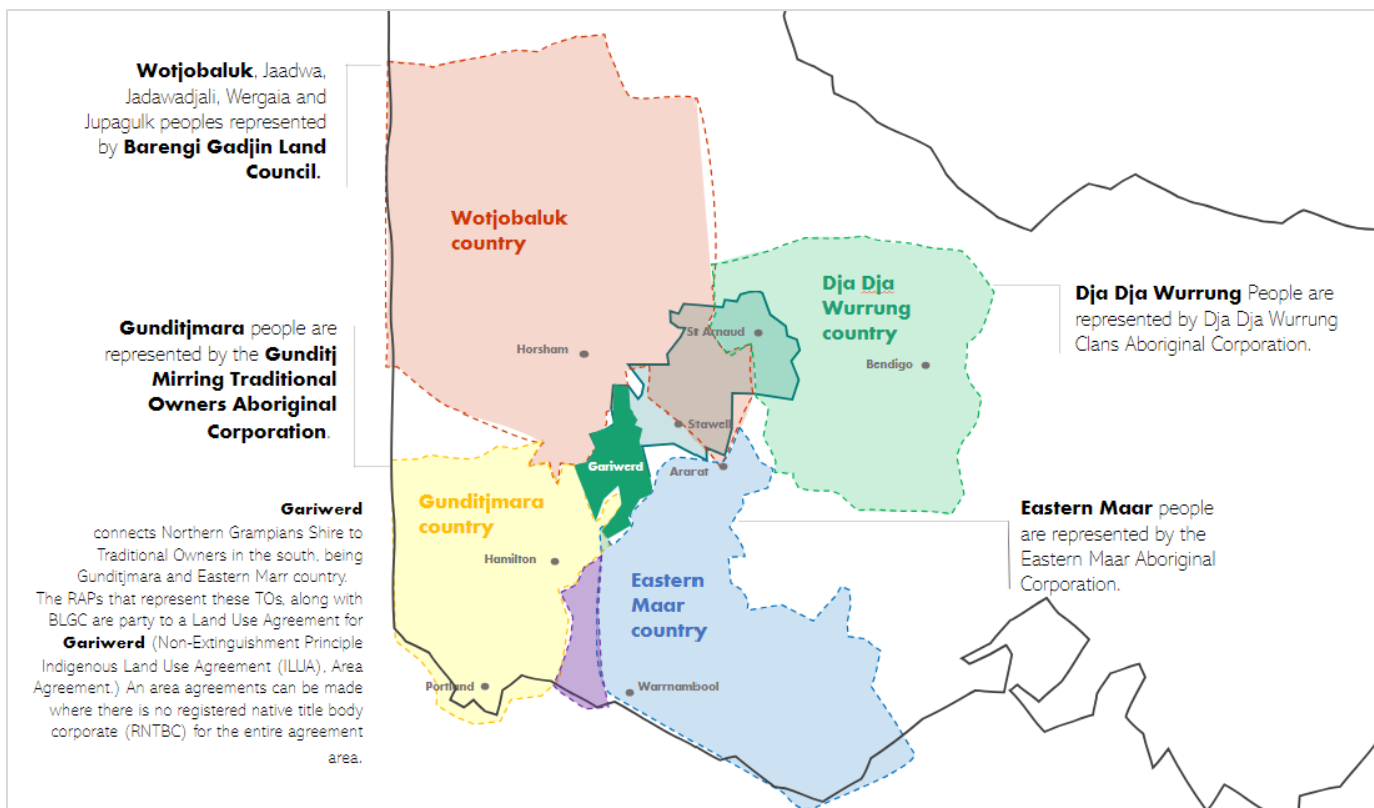 Wotjobaluk, Jaadwa,
Jadawadjali, Wergaia and
Jupagulk peoples represented
by Barengi Gadjin Land
Council.
Gunditjmara people are
represented by the Gunditj
Mirring Traditional
Owners Aboriginal
Corporation.
Gariwerd
connects Northern Grampians Shire to
Traditional Owners in the south, being
Gunditjmara and Eastern Marr country.
The RAPs that represent these TOs, along with
BLGC are party to a Land Use Agreement for
Gariwerd (Non-Extinguishment Principle
Indigenous Land Use Agreement (ILUA), Area
Agreement.) An area agreements can be made
where there is no registered native title body
corporate (RNTBC) for the entire agreement
area.
Wotjobaluk
country
Dja Dja
Wurrung
country
St Arnaud
Horsham
Bendigo
Stawell
Gariwerd
Ararat
Gunditjmara
country
Hamilton
Eastern
Maar
country
Portland
Warrnambool
Dja Dja Wurrung People are
represented by Dja Dja Wurrung
Clans Aboriginal Corporation.
Eastern Maar people
are represented by the
Eastern Maar Aboriginal
Corporation.